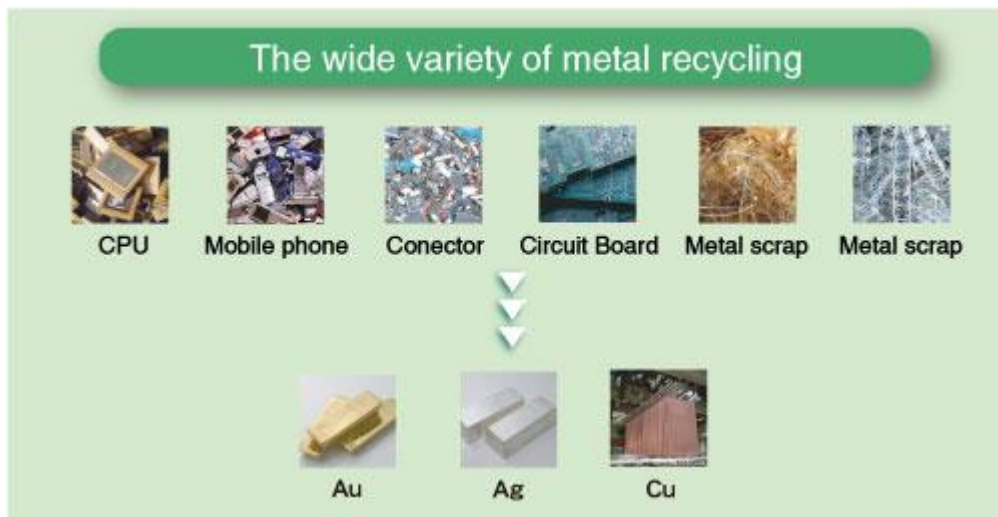 The wide variety of metal recycling
CPU Mobile phone Conector Circuit Board Metal scrap Metal scrap
Au Ag Cu